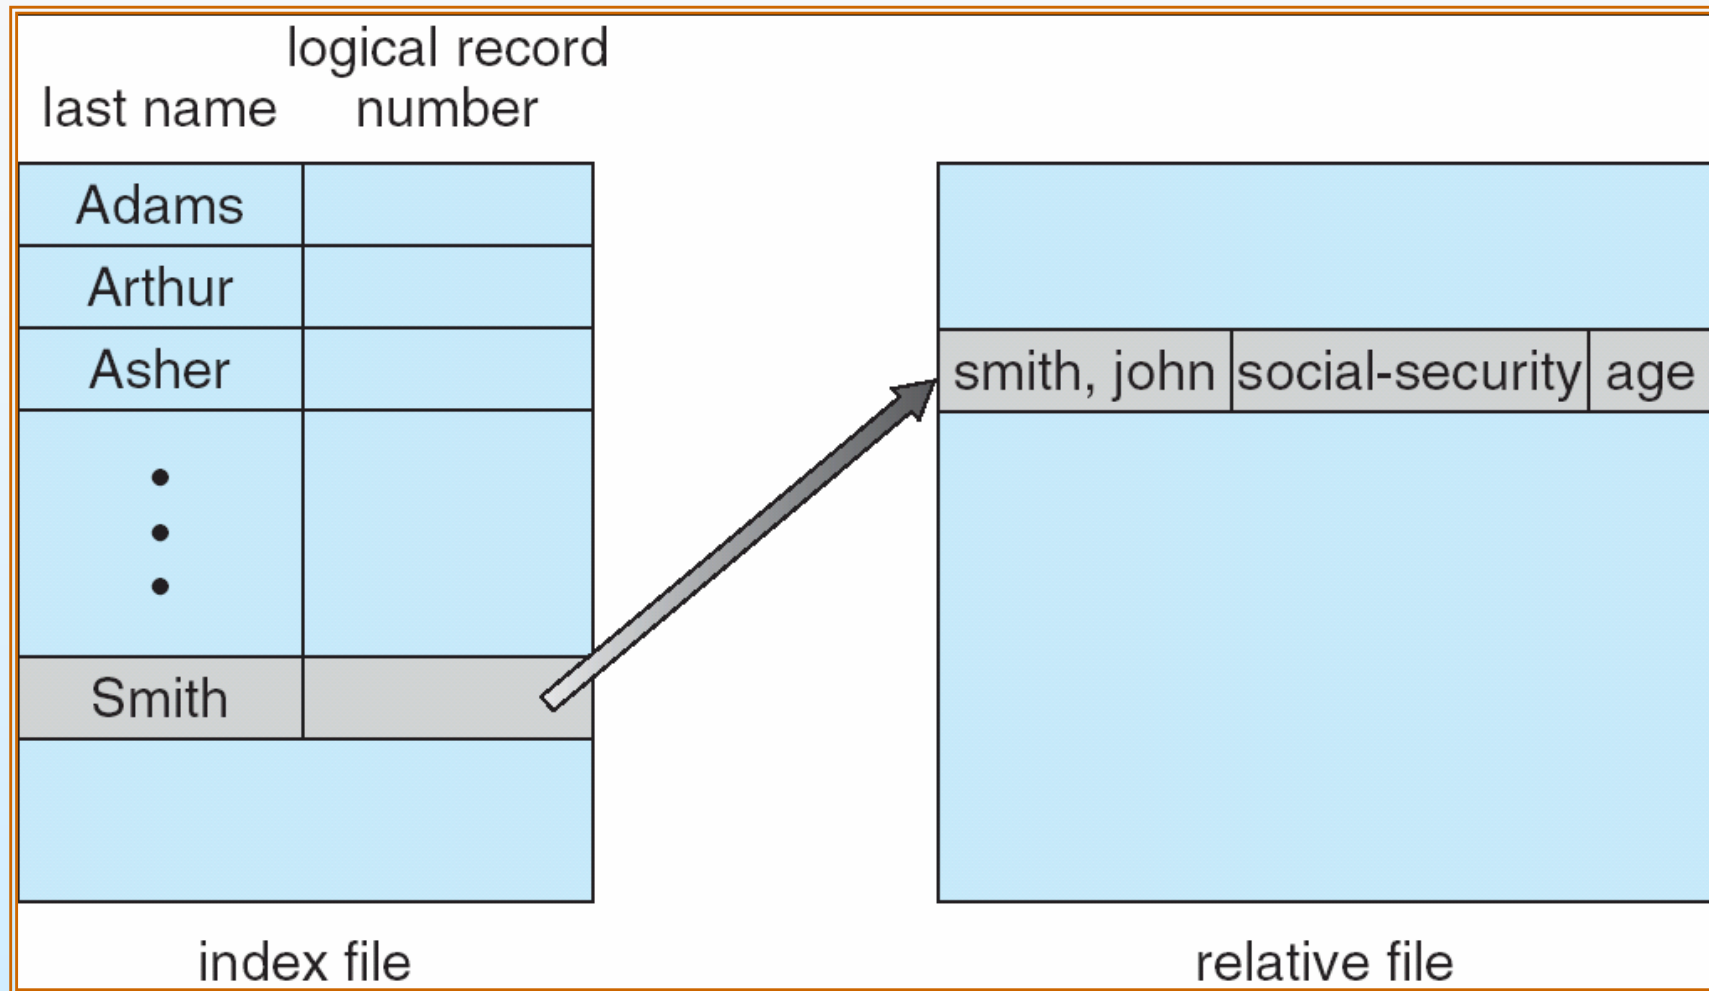 logical record
last name number
Adams
Arthur
Asher
smith, john social-security age
Smith
index file relative file